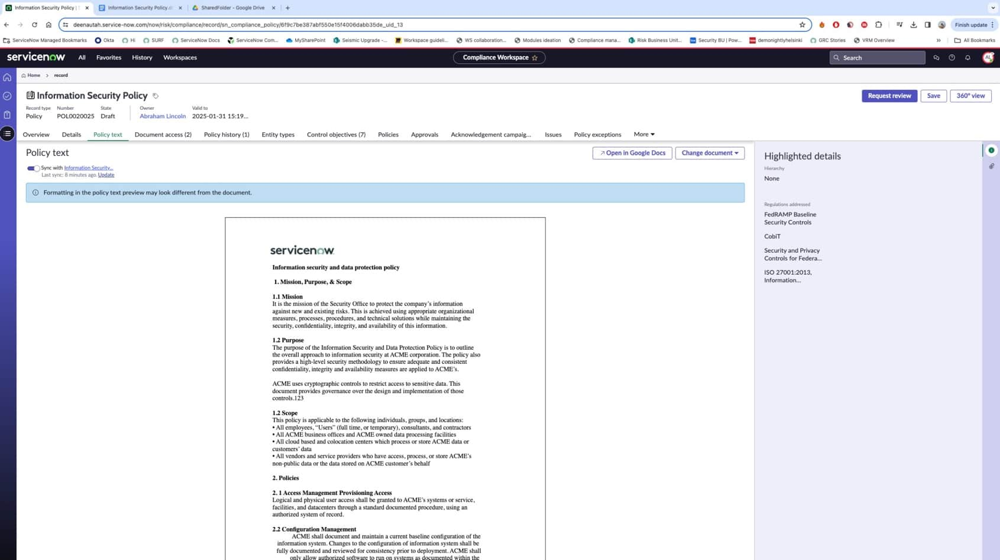 Information Security Policy |
Information Security Policy.d
SharedFolder - Google Drive
deenautah.service-now.com/now/risk/compliance/record/sn_compliance_policy/6f9c7be387abf550e15f4006dabb35de_uid_13
Finish update
ServiceNow Managed Bookmarks
Okta
Hi
SURF
ServiceNow Docs
ServiceNow Com...
MySharePoint
Seismic Upgrade -...
Workspace guideli...
WS collaboration...
Modules ideation
Compliance mana...
Risk Business Unit...
Security BU | Pow...
demonightlyhelsinki
GRC Stories
VRM Overview
»
All Bookmarks
servicenow
All
Favorites
History
Workspaces
Compliance Workspace
Search
AL
Home > record
Information Security Policy
Request review
Save
360° view
Record type
Number
State
Owner
Valid to
Policy
POL0020025
Draft
Abraham Lincoln
2025-01-31 15:19...
Overview
Details
Policy text
Document access (2)
Policy history (1)
Entity types
Control objectives (7)
Policies
Approvals
Acknowledgement campaig...
Issues
Policy exceptions
More
Policy text
Open in Google Docs
Change document
Sync with Information Security...
Last sync: 8 minutes ago. Update
Formatting in the policy text preview may look different from the document.
servicenow
Information security and data protection policy
1. Mission, Purpose, & Scope
1.1 Mission
It is the mission of the Security Office to protect the company's information
against new and existing risks. This is achieved using appropriate organizational
measures, processes, procedures, and technical solutions while maintaining the
security, confidentiality, integrity, and availability of this information.
1.2 Purpose
The purpose of the Information Security and Data Protection Policy is to outline
the overall approach to information security at ACME corporation. The policy also
provides a high-level security methodology to ensure adequate and consistent
confidentiality, integrity and availability measures are applied to ACME's.
ACME uses cryptographic controls to restrict access to sensitive data. This
document provides governance over the design and implementation of those
controls.123
1.2 Scope
This policy is applicable to the following individuals, groups, and locations:
• All employees, “Users” (full time, or temporary), consultants, and contractors
• All ACME business offices and ACME owned data processing facilities
• All cloud based and colocation centers which process or store ACME data or
customers' data
• All vendors and service providers who have access, process, or store ACME's
non-public data or the data stored on ACME customer's behalf
2. Policies
2. 1 Access Management Provisioning Access
Logical and physical user access shall be granted to ACME's systems or service,
facilities, and datacenters through a standard documented procedure, using an
authorized system of record.
2.2 Configuration Management
ACME shall document and maintain a current baseline configuration of the
information system. Changes to the configuration of information system shall be
fully documented and reviewed for consistency prior to deployment. ACME shall
only allow authorized software to run on systems as documented within the
Highlighted details
Hierarchy
None
Regulations addressed
FedRAMP Baseline
Security Controls
CobiT
Security and Privacy
Controls for Federa...
ISO 27001:2013,
Information...